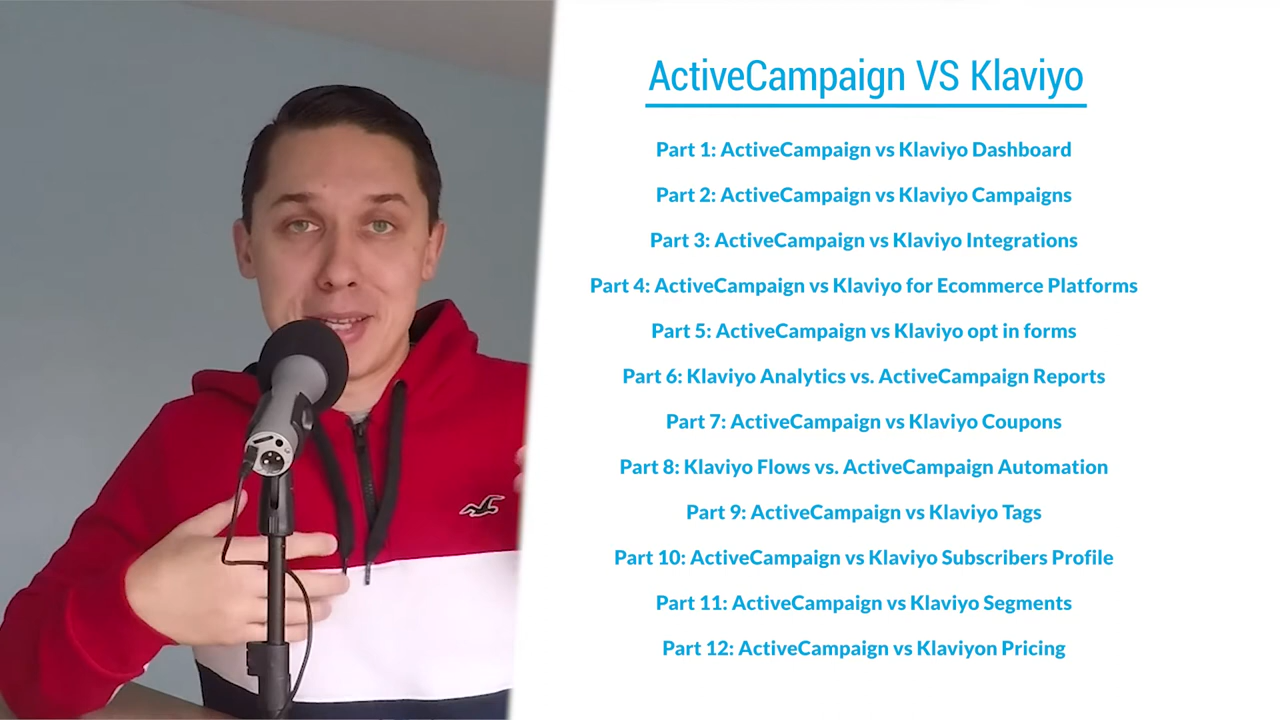 ActiveCampaign VS Klaviyo
Part 1: ActiveCampaign vs Klaviyo Dashboard
Part 2: ActiveCampaign vs Klaviyo Campaigns
Part 3: ActiveCampaign vs Klaviyo Integrations
Part 4: ActiveCampaign vs Klaviyo for Ecommerce Platforms
Part 5: ActiveCampaign vs Klaviyo opt in forms
Part 6: Klaviyo Analytics vs. ActiveCampaign Reports
Part 7: ActiveCampaign vs Klaviyo Coupons
Part 8: Klaviyo Flows vs. ActiveCampaign Automation
Part 9: ActiveCampaign vs Klaviyo Tags
Part 10: ActiveCampaign vs Klaviyo Subscribers Profile
Part 11: ActiveCampaign vs Klaviyo Segments
Part 12: ActiveCampaign vs Klaviyon Pricing